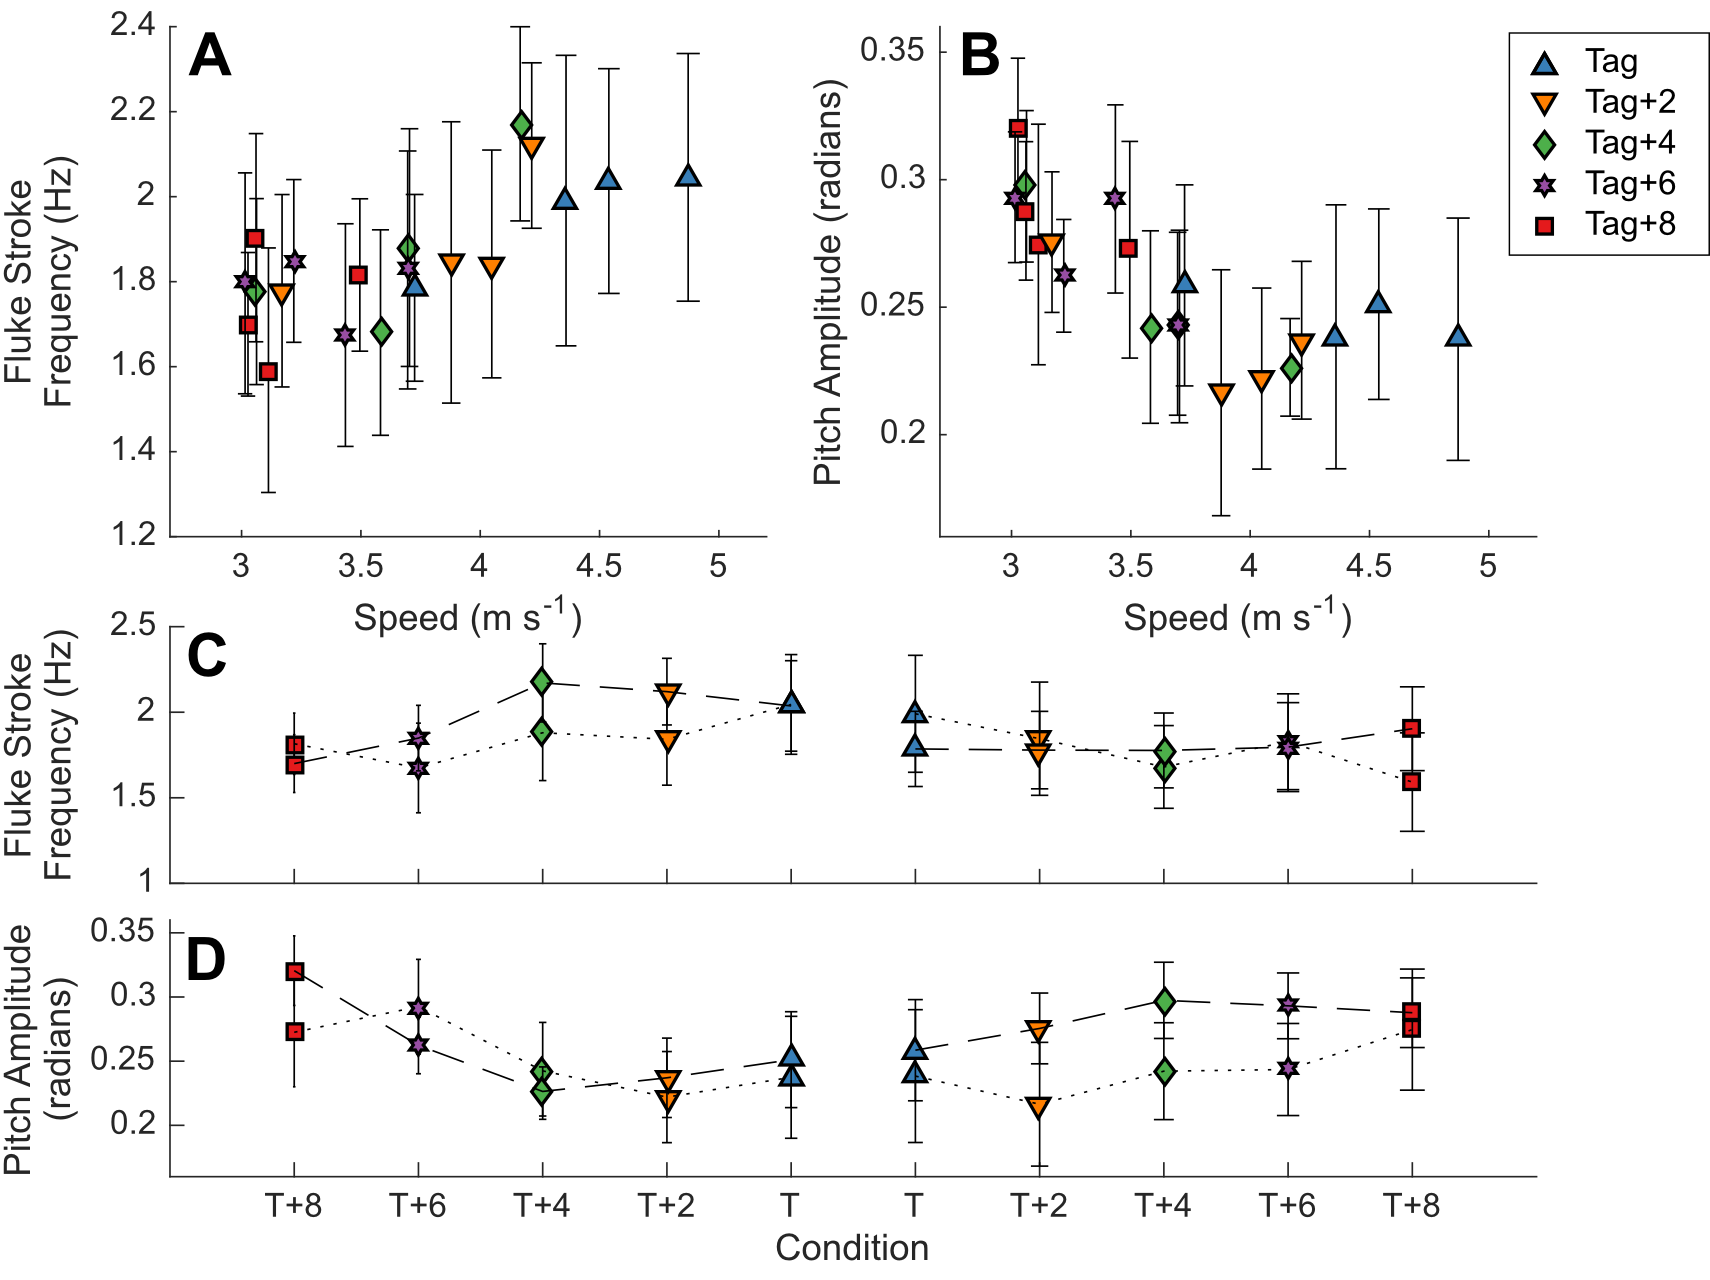 A
2.4
2.2
2
1.8
1.6
1.4
1.2
Fluke Stroke
Frequency (Hz)
3 3.5 4 4.5 5
Speed (m s-1)
B
0.35
0.3
0.25
0.2
Pitch Amplitude (radians)
3 3.5 4 4.5 5
Speed (m s-1)
Tag
Tag+2
Tag+4
Tag+6
Tag+8
C
2.5
2
1.5
1
Fluke Stroke
Frequency (Hz)
D
0.35
0.3
0.25
0.2
Pitch Amplitude
(radians)
T+8 T+6 T+4 T+2 T T T+2 T+4 T+6 T+8
Condition